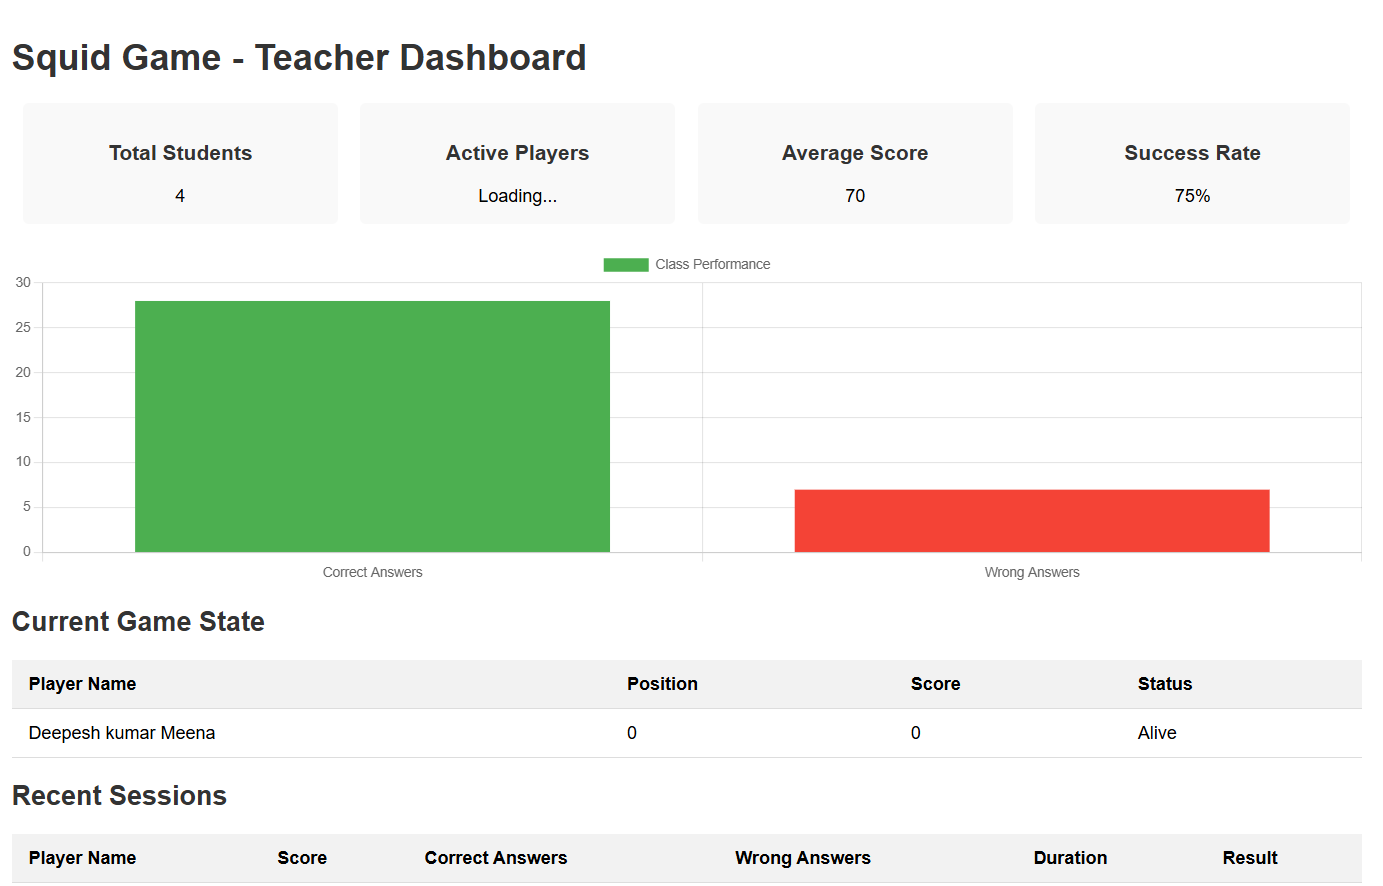 Squid Game - Teacher Dashboard
Total Students Active Players Average Score Success Rate
4 Loading... 70 75%
Class Performance
30
25
20
15
10
5
0
Correct Answers Wrong Answers
Current Game State
Player Name Position Score Status
Deepesh kumar Meena 0 0 Alive
Recent Sessions
Player Name Score Correct Answers Wrong Answers Duration Result